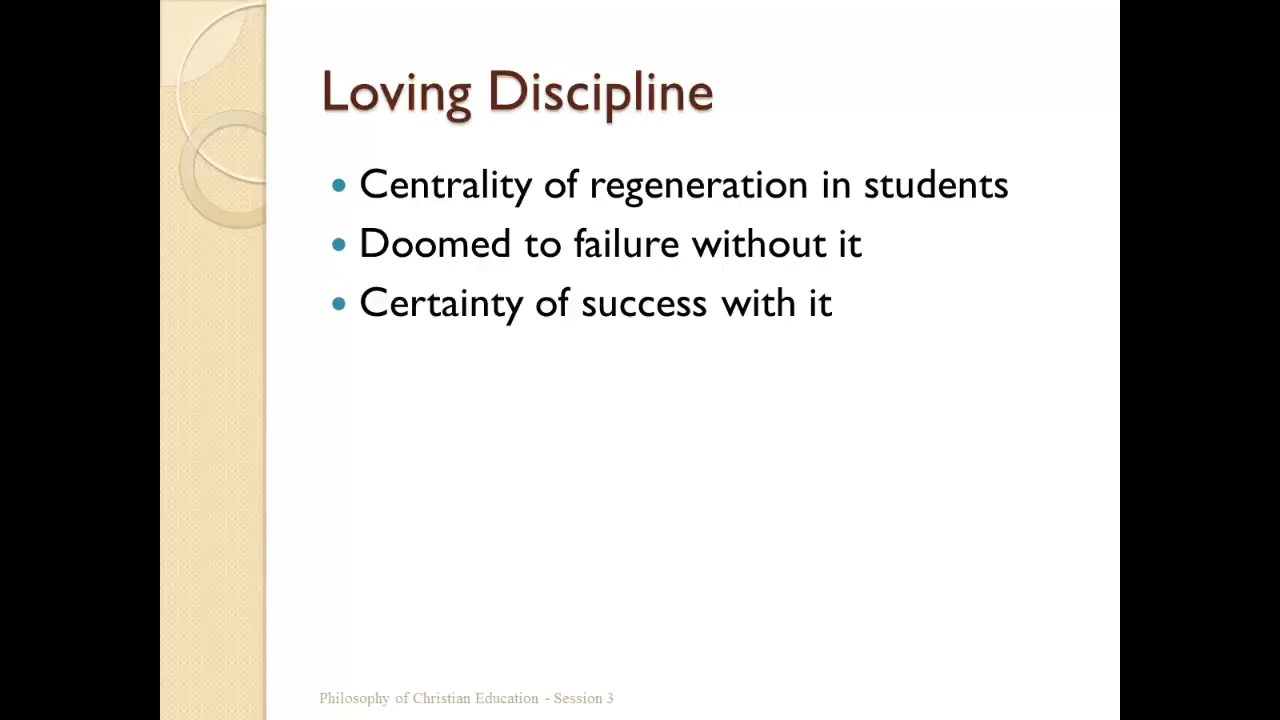 Loving Discipline
• Centrality of regeneration in students
• Doomed to failure without it
• Certainty of success with it
Philosophy of Christian Education - Session 3